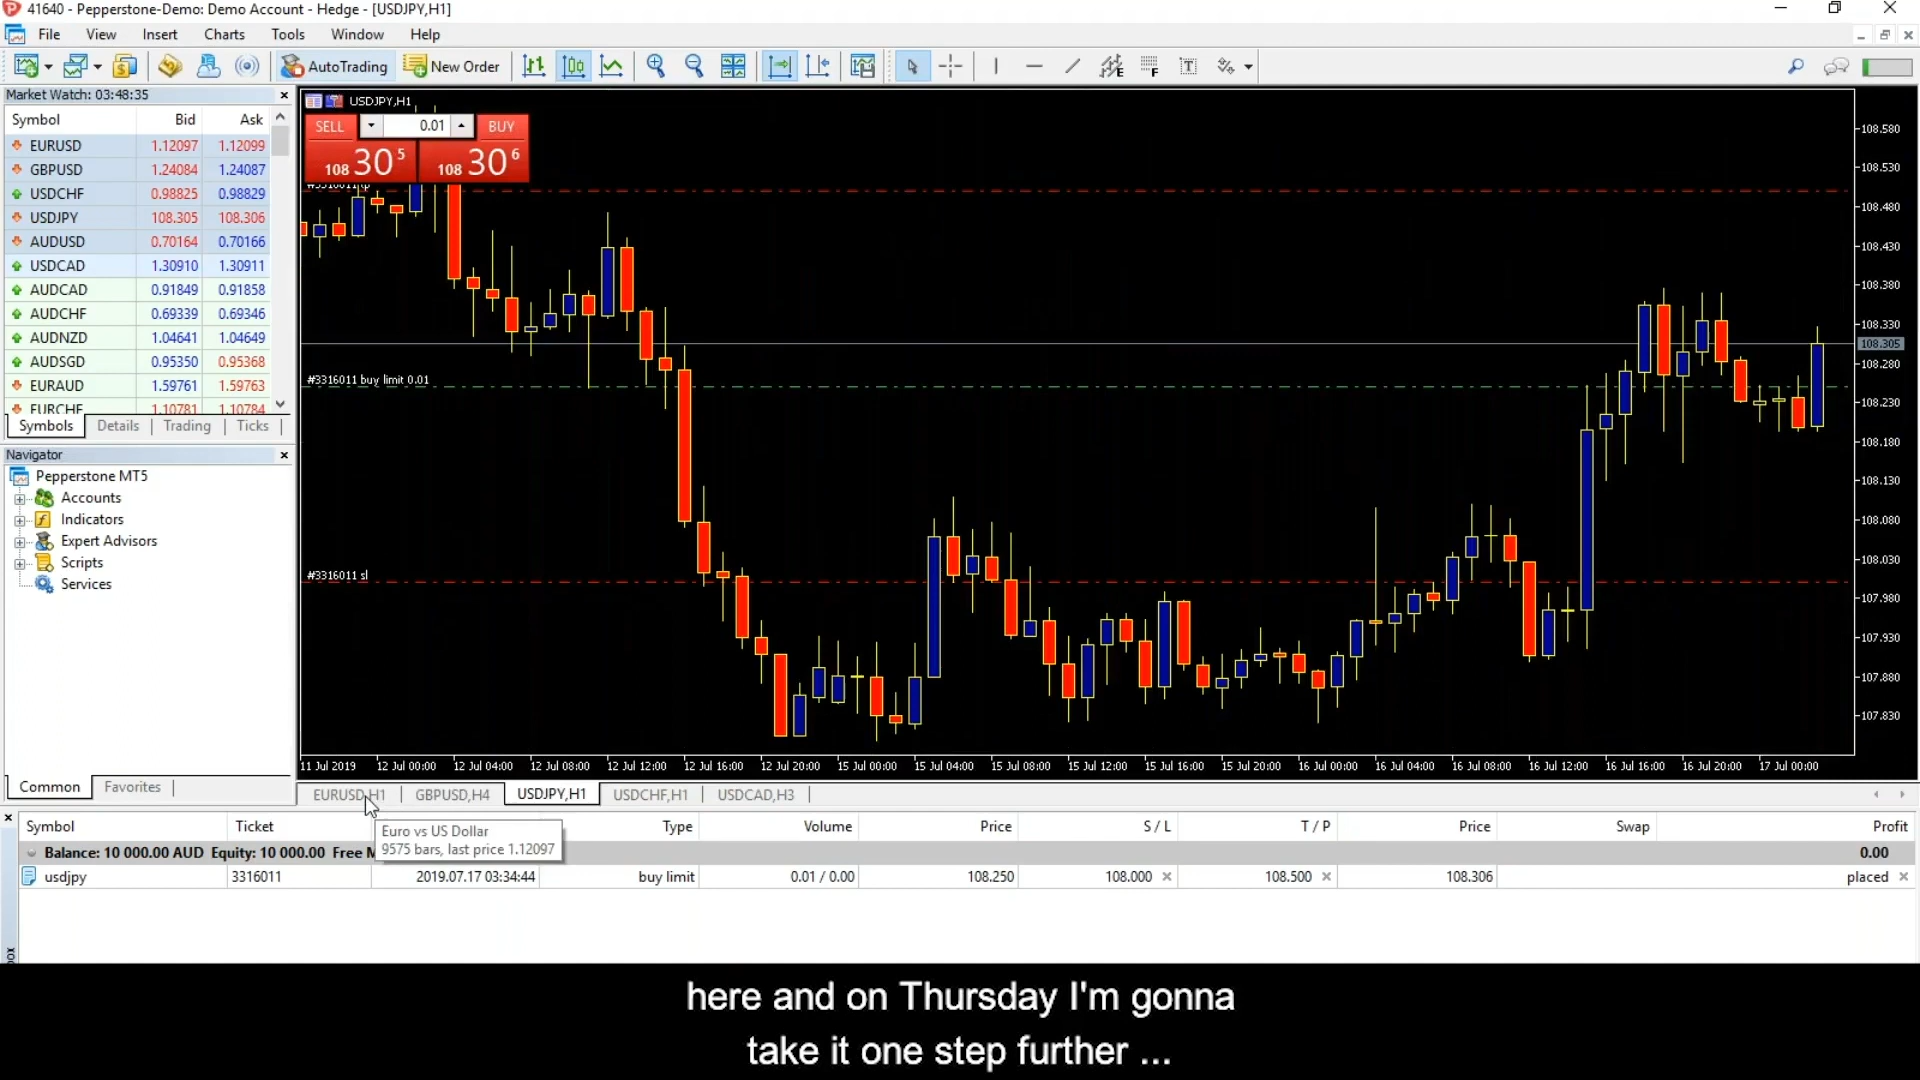 41640 - Pepperstone-Demo: Demo Account - Hedge - [USDJPY,H1]
File View Insert Charts Tools Window Help
AutoTrading New Order
Market Watch: 03:48:35
Symbol Bid Ask
EURUSD 1.12097 1.12099
GBPUSD 1.24084 1.24087
USDCHF 0.98825 0.98829
USDJPY 108.305 108.306
AUDUSD 0.70164 0.70166
USDCAD 1.30910 1.30911
AUDCAD 0.91849 0.91858
AUDCHF 0.69339 0.69346
AUDNZD 1.04641 1.04649
AUDSGD 0.95350 0.95368
EURAUD 1.59761 1.59763
EURCHF 1.10781 1.10784
Symbols Details Trading Ticks
Navigator
Pepperstone MT5
Accounts
Indicators
Expert Advisors
Scripts
Services
Common Favorites
USDJPY,H1
SELL 0.01 BUY
108 30 5 108 30 6
#3316011 tp
#3316011 buy limit 0.01
#3316011 sl
108.580
108.530
108.480
108.430
108.380
108.330
108.305
108.280
108.230
108.180
108.130
108.080
108.030
107.980
107.930
107.880
107.830
11 Jul 2019 12 Jul 00:00 12 Jul 04:00 12 Jul 08:00 12 Jul 12:00 12 Jul 16:00 12 Jul 20:00 15 Jul 00:00 15 Jul 04:00 15 Jul 08:00 15 Jul 12:00 15 Jul 16:00 15 Jul 20:00 16 Jul 00:00 16 Jul 04:00 16 Jul 08:00 16 Jul 12:00 16 Jul 16:00 16 Jul 20:00 17 Jul 00:00
EURUSD,H1 GBPUSD,H4 USDJPY,H1 USDCHF,H1 USDCAD,H3
Symbol Ticket Type Volume Price S / L T / P Price Swap Profit
Euro vs US Dollar
9575 bars, last price 1.12097
Balance: 10 000.00 AUD Equity: 10 000.00 Free 0.00
usdjpy 3316011 2019.07.17 03:34:44 buy limit 0.01 / 0.00 108.250 108.000 108.500 108.306 placed
here and on Thursday I'm gonna
take it one step further ...